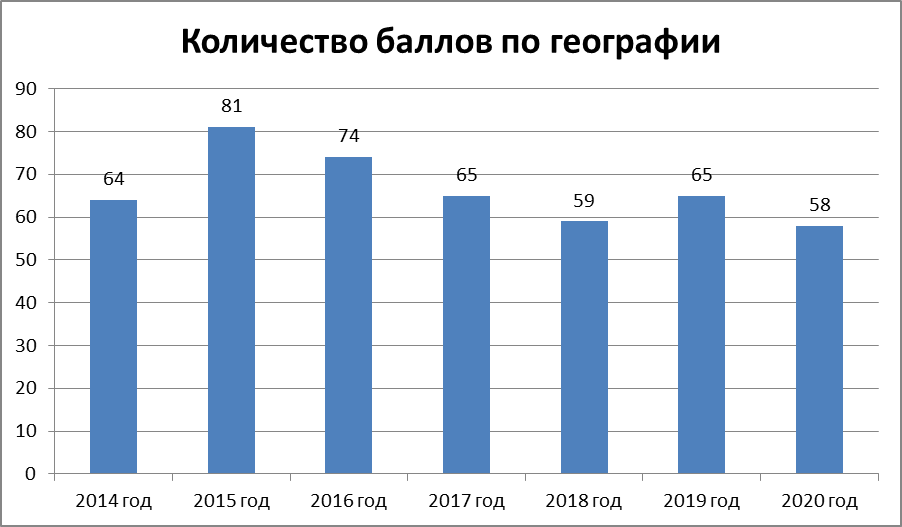 Количество баллов по географии
90
80
70
60
50
40
30
20
10
0
64
81
74
65
59
65
58
2014 год
2015 год
2016 год
2017 год
2018 год
2019 год
2020 год